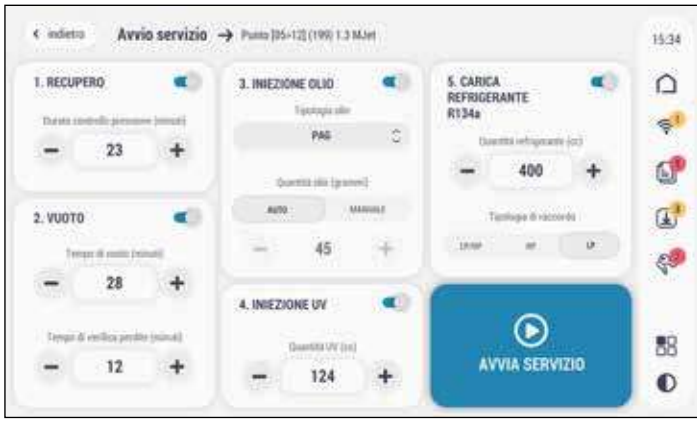 indietro
Avvio servizio → Punto [05>12] (199) 1.3 MJet
15:34
1. RECUPERO
Durata controllo pressione (minuti)
− 23 +
2. VUOTO
Tempo di vuoto (minuti)
− 28 +
Tempo di verifica perdite (minuti)
− 12 +
3. INIEZIONE OLIO
Tipologia olio
PAG
Quantità olio (grammi)
AUTO MANUALE
− 45 +
4. INIEZIONE UV
Quantità UV (cc)
− 124 +
5. CARICA
REFRIGERANTE
R134a
Quantità refrigerante (cc)
− 400 +
Tipologia di raccordo
LP/HP HP LP
AVVIA SERVIZIO